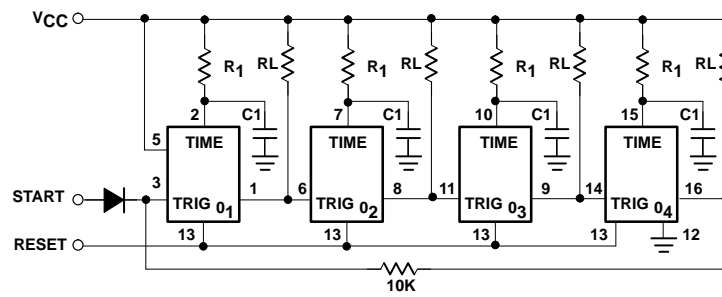 VCC
R1 RL R1 RL R1 RL R1 RL
2 C1 7 C1 10 C1 15 C1
5 TIME TIME TIME TIME
START 3 TRIG 01 1 6 TRIG 02 8 11 TRIG 03 9 14 TRIG 04 16
RESET 13 13 13 13 12
10K